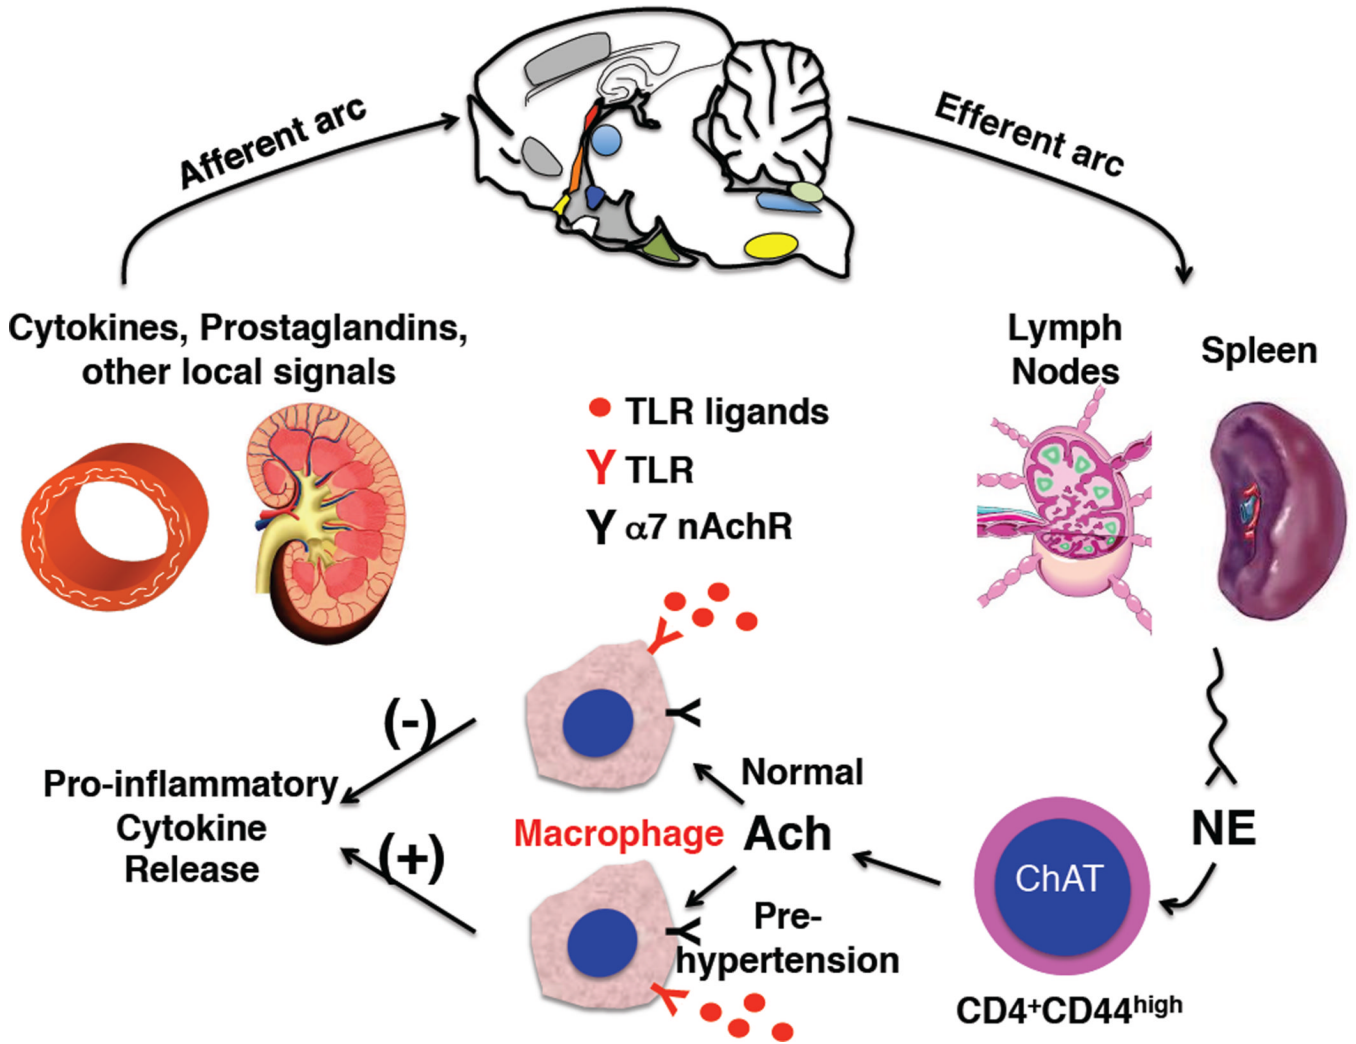 Afferent arc
Efferent arc
Cytokines, Prostaglandins,
other local signals
Lymph
Nodes
Spleen
TLR ligands
TLR
α7 nAchR
(-)
Pro-inflammatory
Cytokine
Release
(+)
Normal
Macrophage
Ach
Pre-
hypertension
NE
ChAT
CD4+CD44high